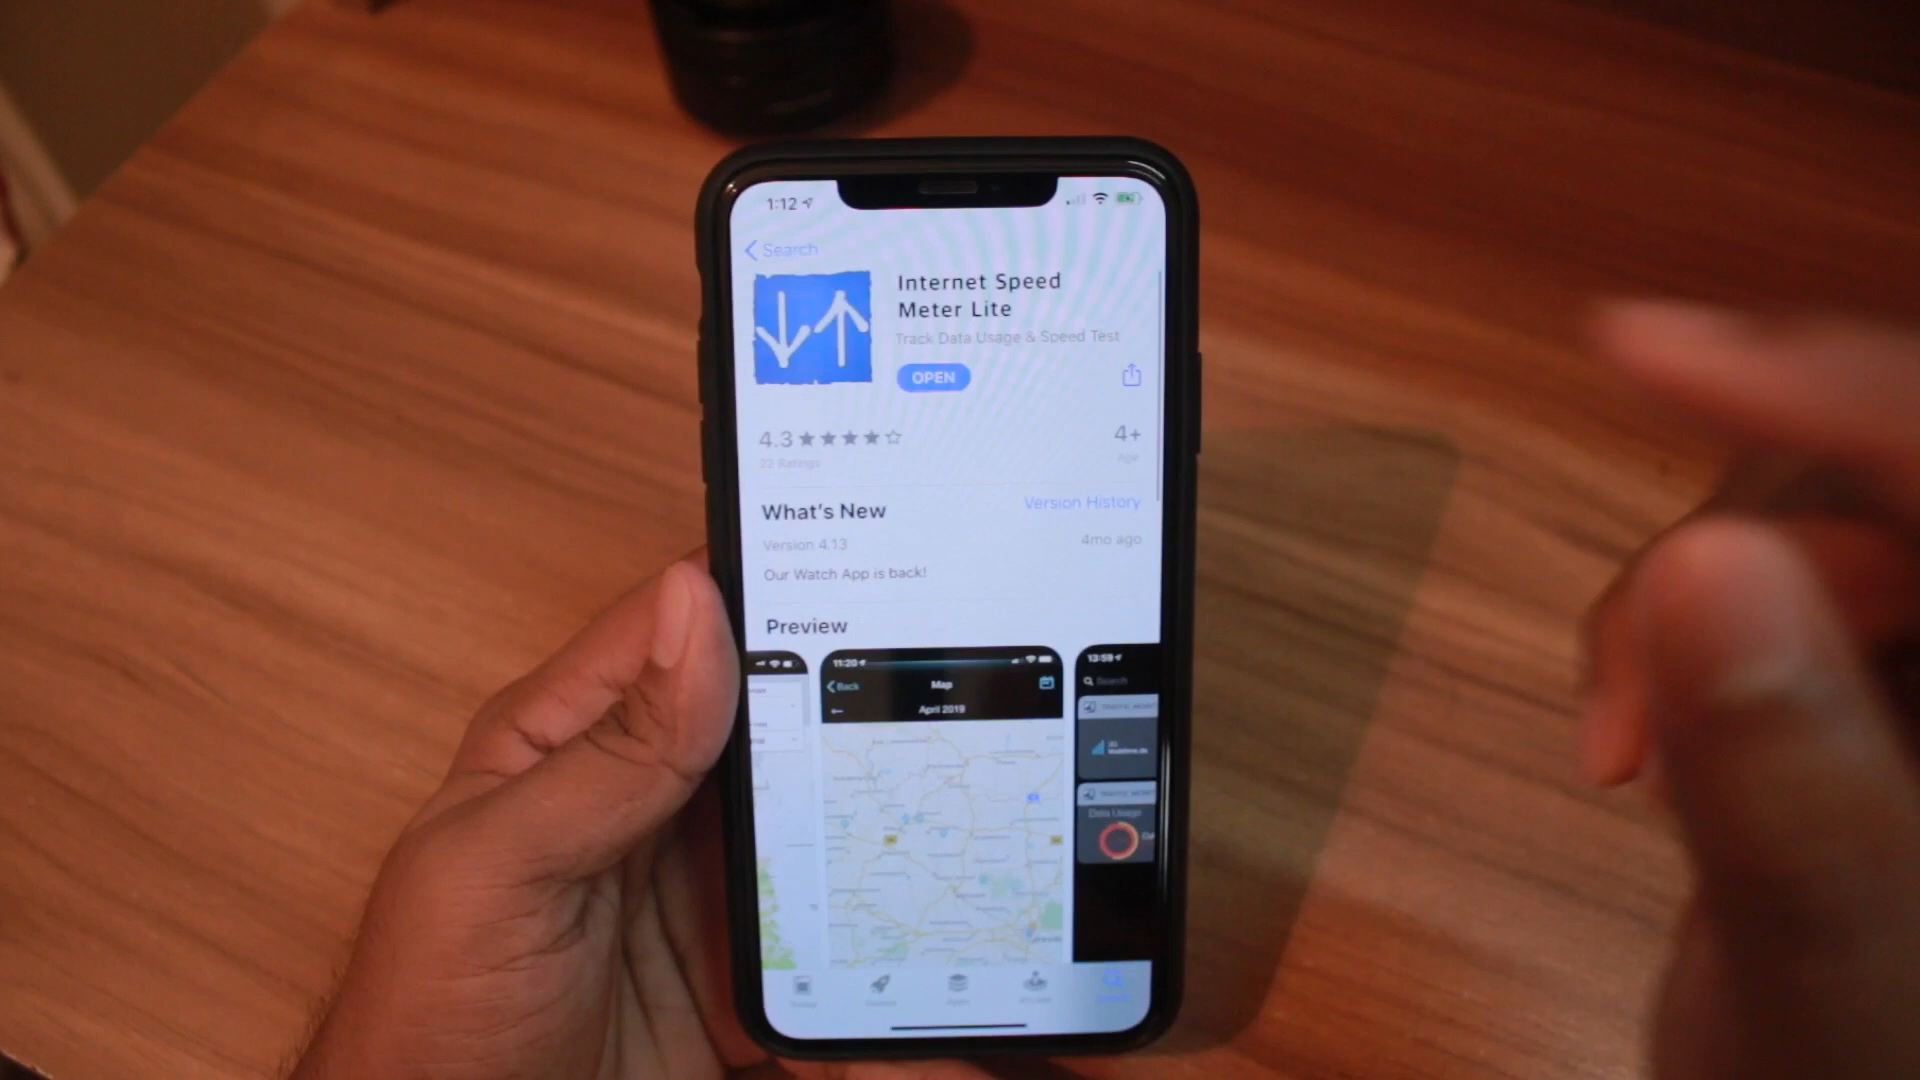 1:12
Search
Internet Speed
Meter Lite
Track Data Usage & Speed Test
OPEN
4.3
22 Ratings
4+
Age
What's New
Version History
Version 4.13
4mo ago
Our Watch App is back!
Preview
11:20
Back
Map
April 2019
13:59
Search
Data Usage